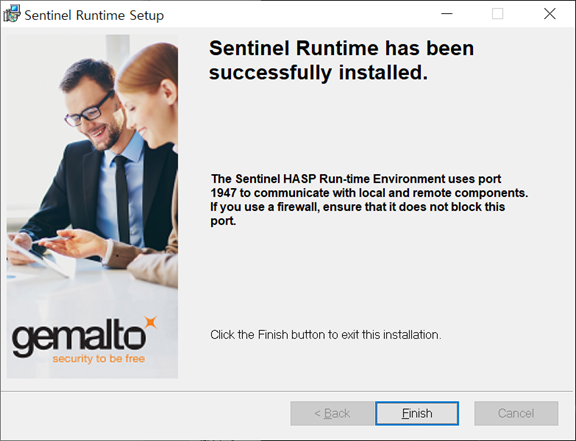 Sentinel Runtime Setup
Sentinel Runtime has been
successfully installed.
The Sentinel HASP Run-time Environment uses port
1947 to communicate with local and remote components.
If you use a firewall, ensure that it does not block this
port.
gemalto
security to be free
Click the Finish button to exit this installation.
< Back
Finish
Cancel